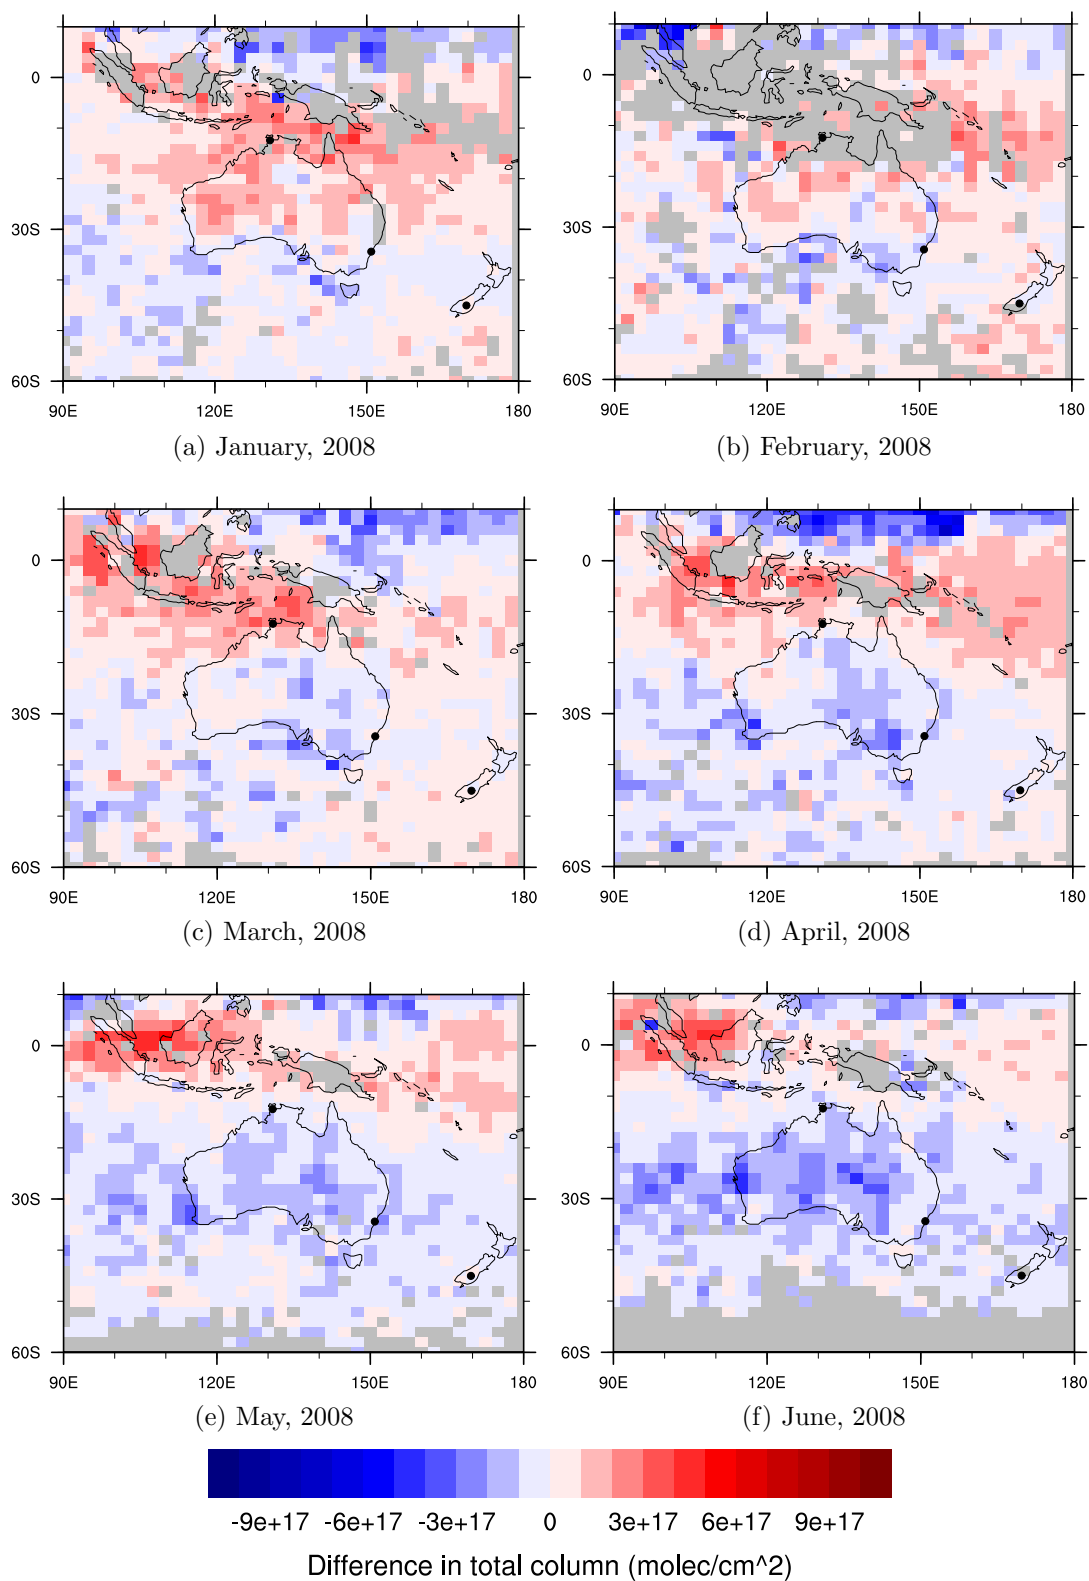 0
30S
60S
90E 120E 150E 180
(a) January, 2008
0
30S
60S
90E 120E 150E 180
(b) February, 2008
0
30S
60S
90E 120E 150E 180
(c) March, 2008
0
30S
60S
90E 120E 150E 180
(d) April, 2008
0
30S
60S
90E 120E 150E 180
(e) May, 2008
0
30S
60S
90E 120E 150E 180
(f) June, 2008
-9e+17 -6e+17 -3e+17 0 3e+17 6e+17 9e+17
Difference in total column (molec/cm^2)